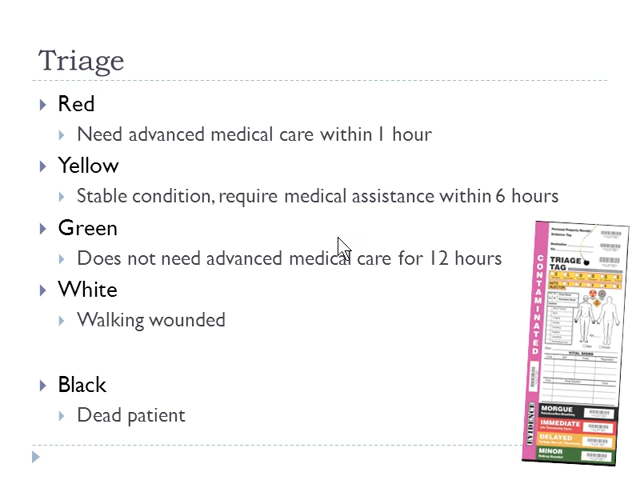 Triage
Red
Need advanced medical care within 1 hour
Yellow
Stable condition, require medical assistance within 6 hours
Green
Does not need advanced medical care for 12 hours
White
Walking wounded
Black
Dead patient
TRIAGE
TAG
CONTAMINATED
VITAL SIGNS
EVIDENCE
MORGUE
IMMEDIATE
DELAYED
MINOR